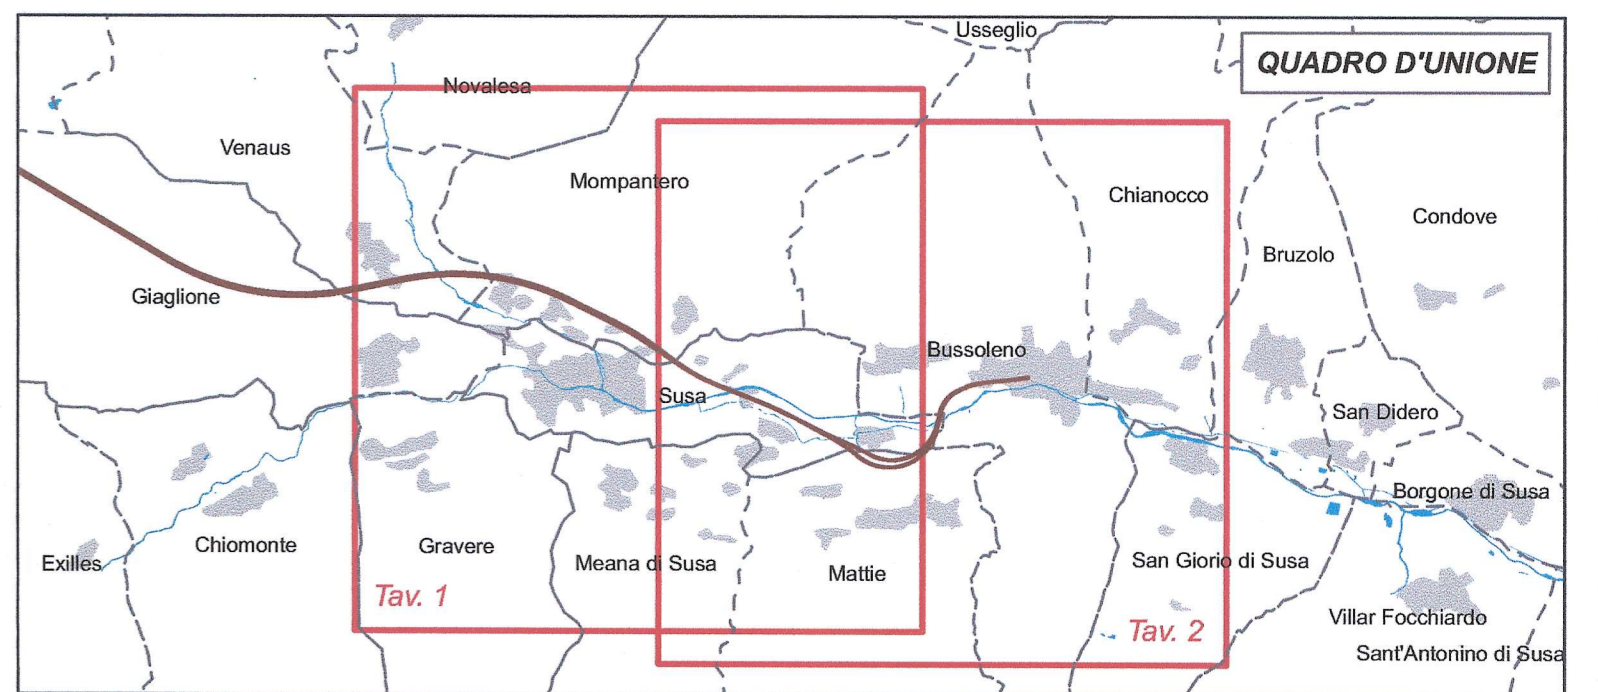 Usseglio
QUADRO D'UNIONE
Novalesa
Venaus
Mompantero
Chianocco
Condove
Bruzolo
Giaglione
Bussoleno
Susa
San Didero
Borgone di Susa
Chiomonte
Gravere
Exilles
Meana di Susa
Mattie
San Giorio di Susa
Tav. 1
Villar Focchiardo
Tav. 2
Sant'Antonino di Susa